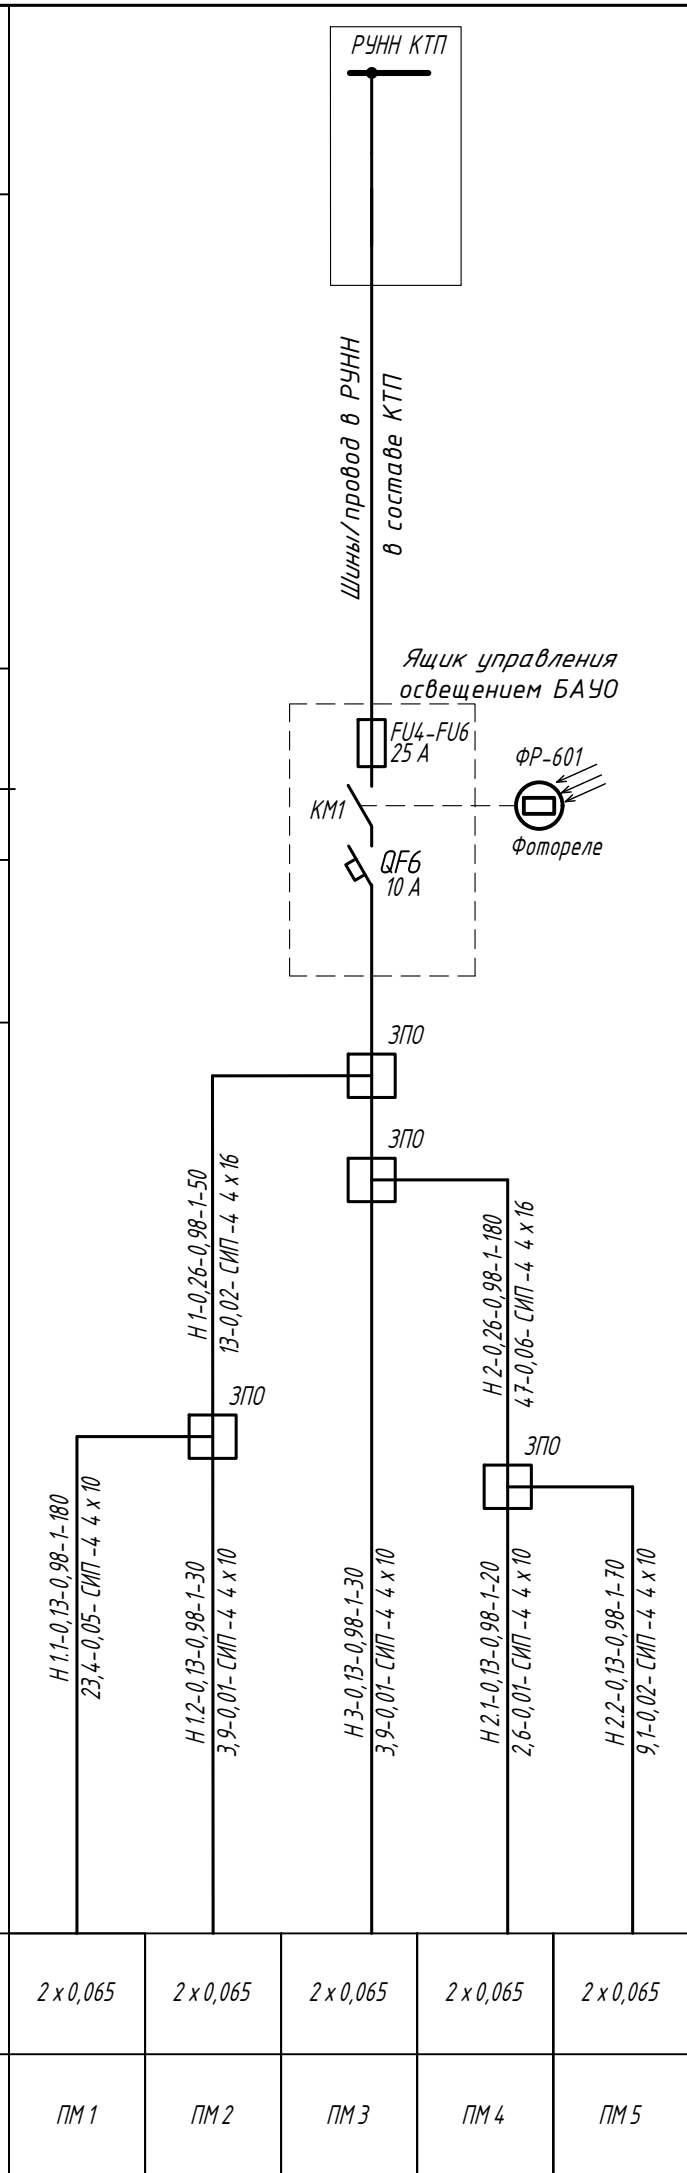 РУНН КТП
Шины/провод в РУНН
в составе КТП
Ящик управления
освещением БАУО
FU4-FU6
25 А
ФР-601
КМ1
Фотореле
QF6
10 А
ЗПО
ЗПО
Н 1-0,26-0,98-1-50
13-0,02- СИП -4 4 х 16
Н 2-0,26-0,98-1-180
47-0,06- СИП -4 4 х 16
ЗПО
ЗПО
Н 1.1-0,13-0,98-1-180
23,4-0,05- СИП -4 4 х 10
Н 1.2-0,13-0,98-1-30
3,9-0,01- СИП -4 4 х 10
Н 3-0,13-0,98-1-30
3,9-0,01- СИП -4 4 х 10
Н 2.1-0,13-0,98-1-20
2,6-0,01- СИП -4 4 х 10
Н 2.2-0,13-0,98-1-70
9,1-0,02- СИП -4 4 х 10
2 х 0,065 2 х 0,065 2 х 0,065 2 х 0,065 2 х 0,065
ПМ 1 ПМ 2 ПМ 3 ПМ 4 ПМ 5